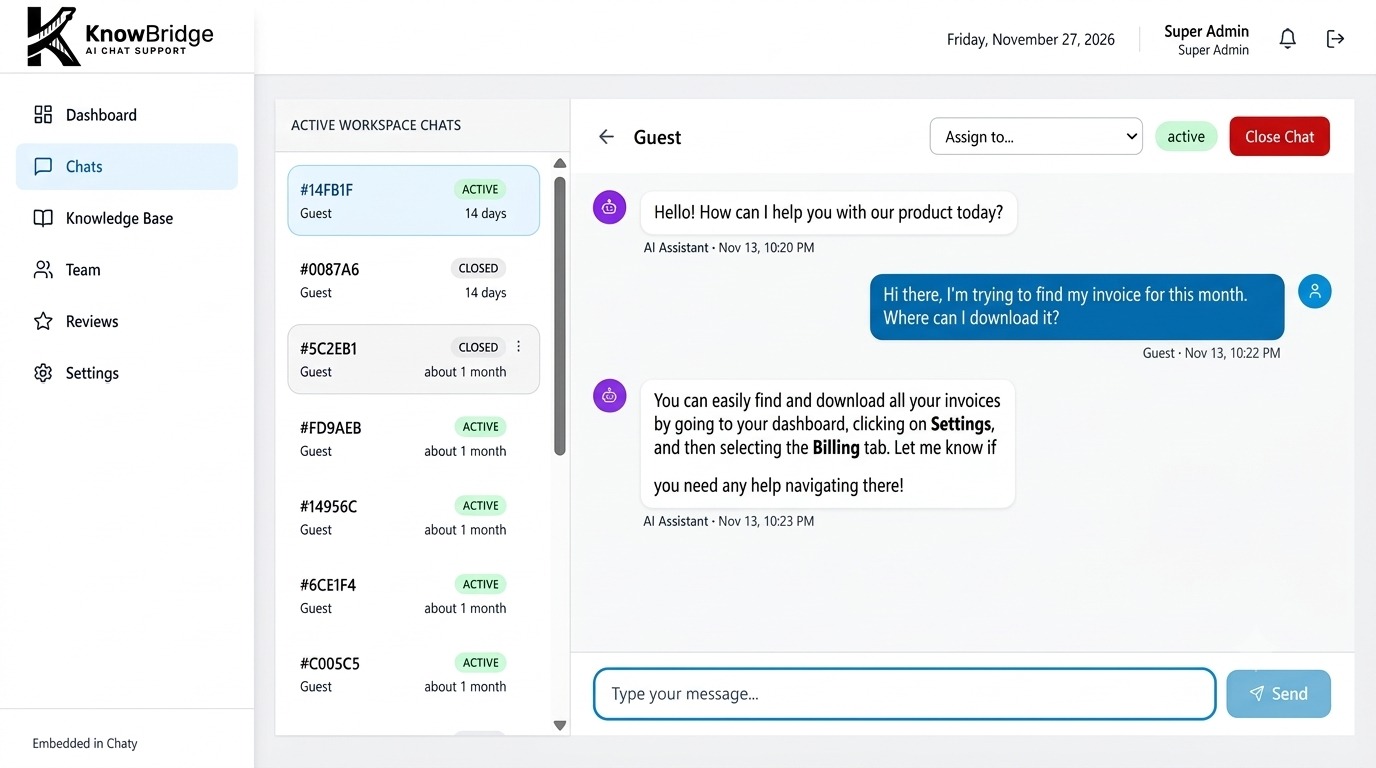 KnowBridge
AI CHAT SUPPORT
Friday, November 27, 2026
Super Admin
Super Admin
Dashboard
Chats
Knowledge Base
Team
Reviews
Settings
Embedded in Chaty
ACTIVE WORKSPACE CHATS
#14FB1F ACTIVE
Guest 14 days
#0087A6 CLOSED
Guest 14 days
#5C2EB1 CLOSED
Guest about 1 month
#FD9AEB ACTIVE
Guest about 1 month
#14956C ACTIVE
Guest about 1 month
#6CE1F4 ACTIVE
Guest about 1 month
#C005C5 ACTIVE
Guest about 1 month
Guest
Assign to...
active
Close Chat
Hello! How can I help you with our product today?
AI Assistant · Nov 13, 10:20 PM
Hi there, I'm trying to find my invoice for this month.
Where can I download it?
Guest · Nov 13, 10:22 PM
You can easily find and download all your invoices
by going to your dashboard, clicking on Settings,
and then selecting the Billing tab. Let me know if
you need any help navigating there!
AI Assistant · Nov 13, 10:23 PM
Type your message...
Send